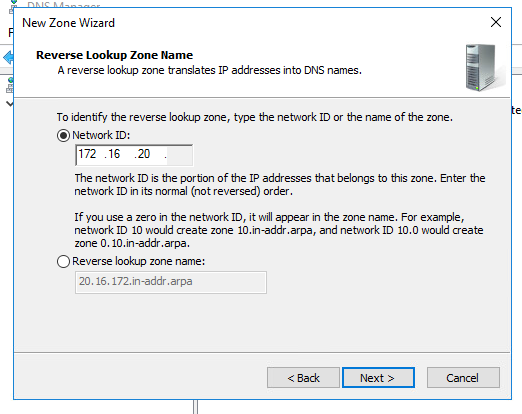 DNS Manager
New Zone Wizard
Reverse Lookup Zone Name
A reverse lookup zone translates IP addresses into DNS names.
To identify the reverse lookup zone, type the network ID or the name of the zone.
Network ID:
172 .16 .20 .
The network ID is the portion of the IP addresses that belongs to this zone. Enter the
network ID in its normal (not reversed) order.
If you use a zero in the network ID, it will appear in the zone name. For example,
network ID 10 would create zone 10.in-addr.arpa, and network ID 10.0 would create
zone 0.10.in-addr.arpa.
Reverse lookup zone name:
20.16.172.in-addr.arpa
< Back
Next >
Cancel